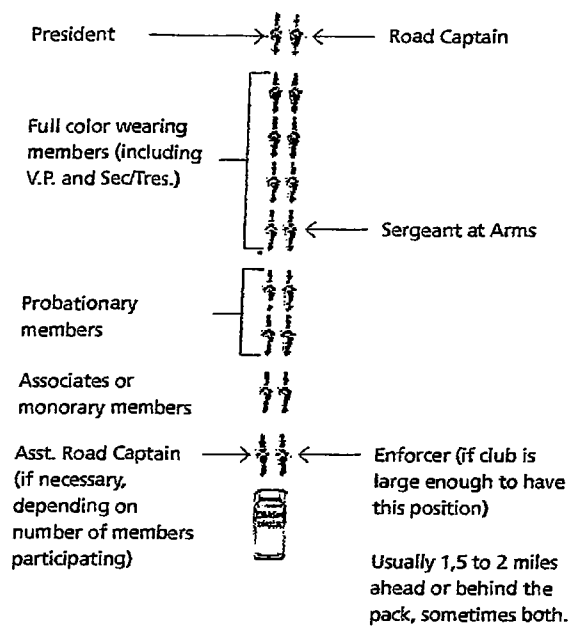 President
Road Captain
Full color wearing
members (including
V.P. and Sec/Tres.)
Sergeant at Arms
Probationary
members
Associates or
monorary members
Asst. Road Captain
(if necessary,
depending on
number of members
participating)
Enforcer (if club is
large enough to have
this position)
Usually 1,5 to 2 miles
ahead or behind the
pack, sometimes both.